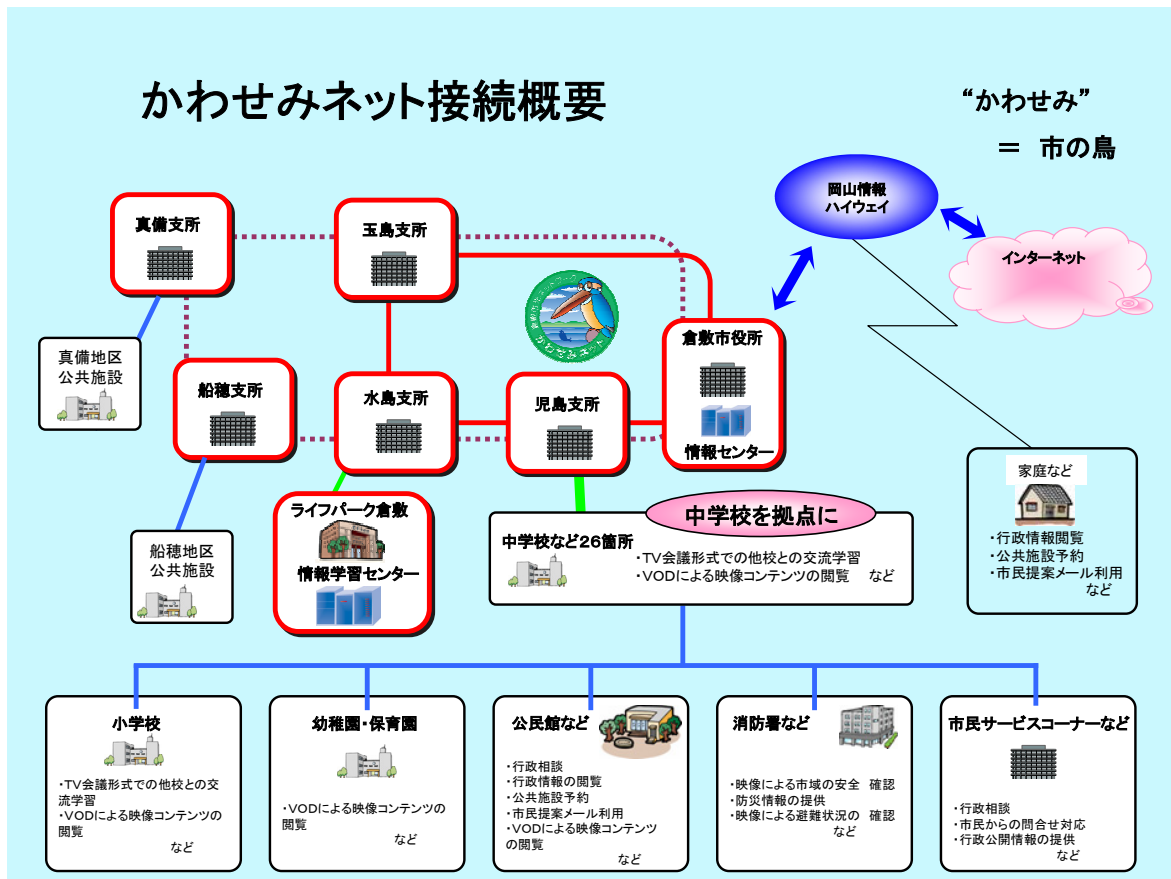 かわせみネット接続概要
“かわせみ”
＝ 市の鳥
岡山情報
ハイウェイ
インターネット
真備支所
玉島支所
倉敷市役所
情報センター
かわせみネット
真備地区
公共施設
船穂支所
水島支所
児島支所
船穂地区
公共施設
ライフパーク倉敷
情報学習センター
中学校を拠点に
中学校など２６箇所
・TV会議形式での他校との交流学習
・VODによる映像コンテンツの閲覧 など
家庭など
・行政情報閲覧
・公共施設予約
・市民提案メール利用
など
小学校
・TV会議形式での他校との交
流学習
・VODによる映像コンテンツの
閲覧
など
幼稚園・保育園
・VODによる映像コンテンツの
閲覧
など
公民館など
・行政相談
・行政情報の閲覧
・公共施設予約
・市民提案メール利用
・VODによる映像コンテンツ
の閲覧
など
消防署など
・映像による市域の安全 確認
・防災情報の提供
・映像による避難状況の 確認
など
市民サービスコーナーなど
・行政相談
・市民からの問合せ対応
・行政公開情報の提供
など